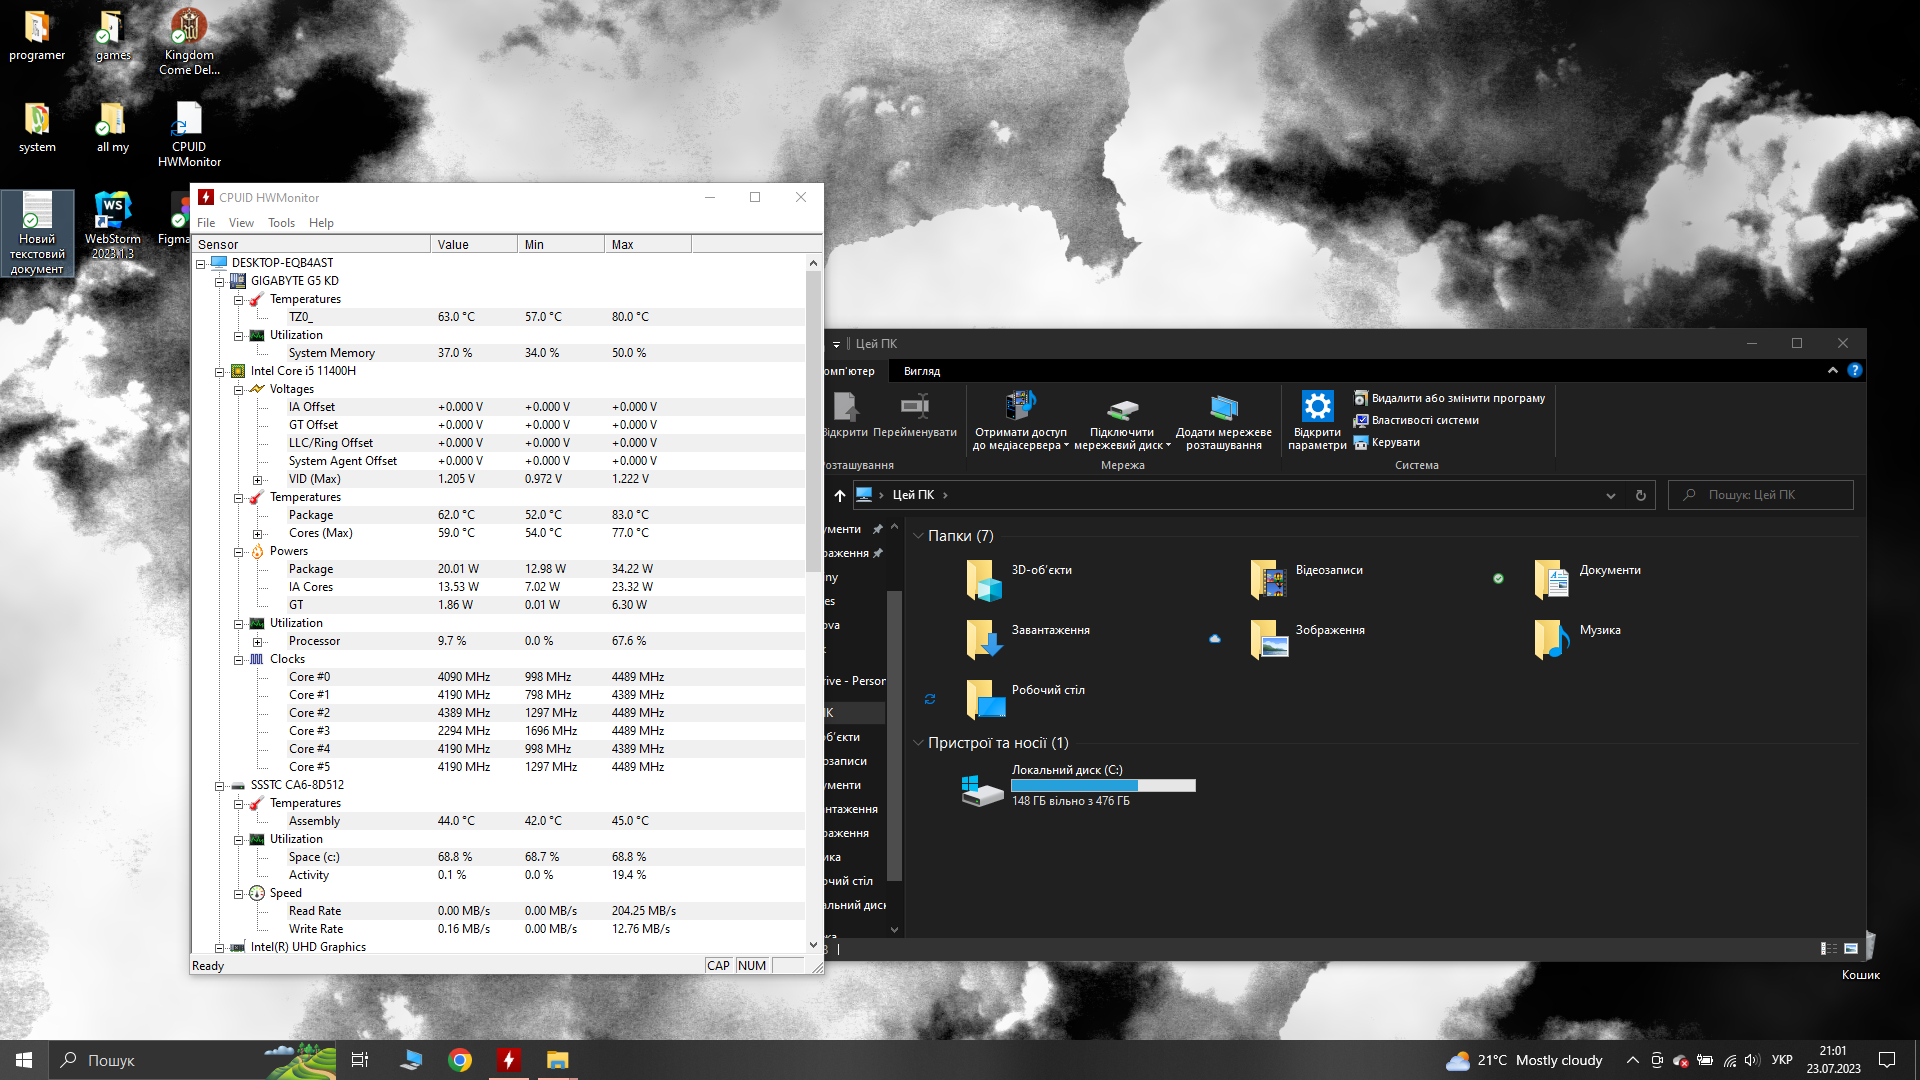 programer
games
Kingdom
Come Del...
system
all my
CPUID
HWMonitor
Новий
текстовий
документ
WebStorm
2023.1.3
Figma
CPUID HWMonitor
File View Tools Help
Sensor Value Min Max
DESKTOP-EQB4AST
GIGABYTE G5 KD
Temperatures
TZ0_ 63.0 °C 57.0 °C 80.0 °C
Utilization
System Memory 37.0 % 34.0 % 50.0 %
Intel Core i5 11400H
Voltages
IA Offset +0.000 V +0.000 V +0.000 V
GT Offset +0.000 V +0.000 V +0.000 V
LLC/Ring Offset +0.000 V +0.000 V +0.000 V
System Agent Offset +0.000 V +0.000 V +0.000 V
VID (Max) 1.205 V 0.972 V 1.222 V
Temperatures
Package 62.0 °C 52.0 °C 83.0 °C
Cores (Max) 59.0 °C 54.0 °C 77.0 °C
Powers
Package 20.01 W 12.98 W 34.22 W
IA Cores 13.53 W 7.02 W 23.32 W
GT 1.86 W 0.01 W 6.30 W
Utilization
Processor 9.7 % 0.0 % 67.6 %
Clocks
Core #0 4090 MHz 998 MHz 4489 MHz
Core #1 4190 MHz 798 MHz 4389 MHz
Core #2 4389 MHz 1297 MHz 4489 MHz
Core #3 2294 MHz 1696 MHz 4489 MHz
Core #4 4190 MHz 998 MHz 4389 MHz
Core #5 4190 MHz 1297 MHz 4489 MHz
SSSTC CA6-8D512
Temperatures
Assembly 44.0 °C 42.0 °C 45.0 °C
Utilization
Space (c:) 68.8 % 68.7 % 68.8 %
Activity 0.1 % 0.0 % 19.4 %
Speed
Read Rate 0.00 MB/s 0.00 MB/s 204.25 MB/s
Write Rate 0.16 MB/s 0.00 MB/s 12.76 MB/s
Intel(R) UHD Graphics
Ready CAP NUM
Цей ПК
омп'ютер Вигляд
ідкрити Перейменувати
Отримати доступ
до медіасервера
Підключити
мережевий диск
Додати мережеве
розташування
Відкрити
параметри
Видалити або змінити програму
Властивості системи
Керувати
озташування Мережа Система
Цей ПК
Пошук: Цей ПК
ументи
раження
ny
es
ova
rive - Person
ІК
об'єкти
озаписи
ументи
нтаження
раження
ика
очий стіл
альний диск
Папки (7)
3D-об'єкти
Відеозаписи
Документи
Завантаження
Зображення
Музика
Робочий стіл
Пристрої та носії (1)
Локальний диск (C:)
148 ГБ вільно з 476 ГБ
Кошик
Пошук
21°C Mostly cloudy
УКР
21:01
23.07.2023